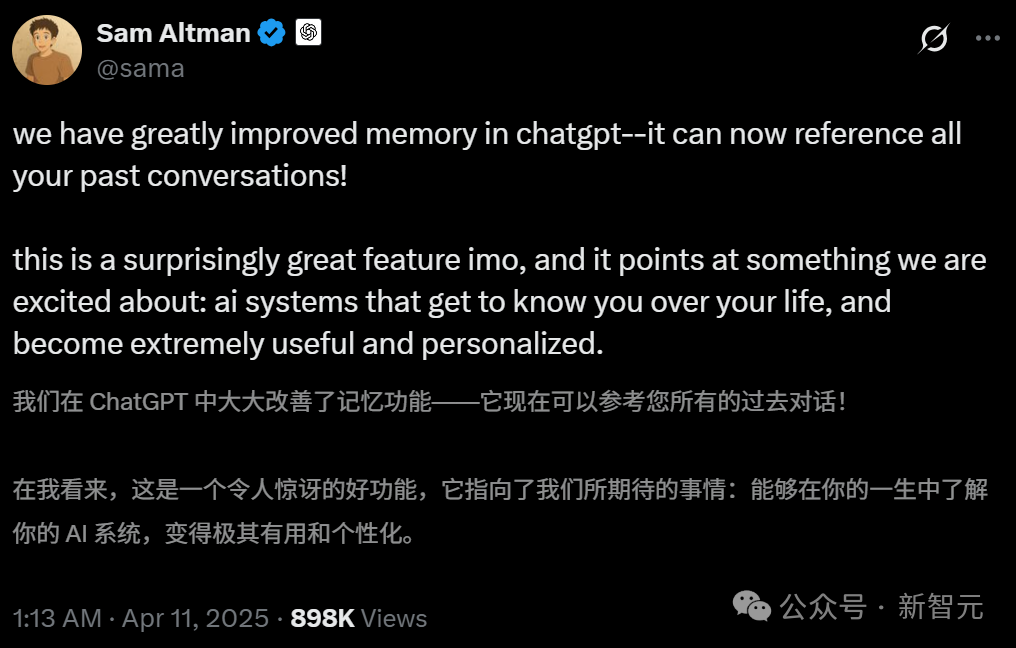 Sam Altman
@sama
we have greatly improved memory in chatgpt--it can now reference all
your past conversations!
this is a surprisingly great feature imo, and it points at something we are
excited about: ai systems that get to know you over your life, and
become extremely useful and personalized.
我们在 ChatGPT 中大大改善了记忆功能——它现在可以参考您所有的过去对话！
在我看来，这是一个令人惊讶的好功能，它指向了我们所期待的事情：能够在你的一生中了解
你的 AI 系统，变得极其有用和个性化。
1:13 AM · Apr 11, 2025 · 898K Views
公众号 · 新智元